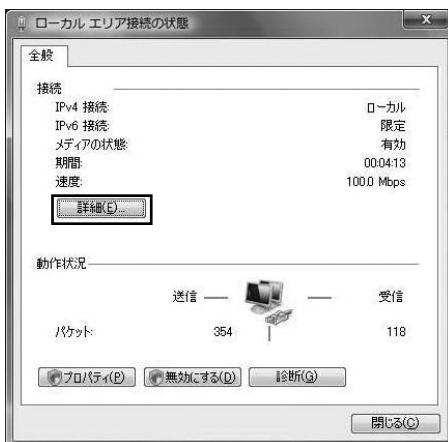 ローカル エリア接続の状態
全般
接続
IPv4 接続: ローカル
IPv6 接続: 限定
メディアの状態: 有効
期間: 00:04:13
速度: 100.0 Mbps
詳細(E)...
動作状況
送信 受信
パケット: 354 118
プロパティ(P) 無効にする(D) 診断(G)
閉じる(C)